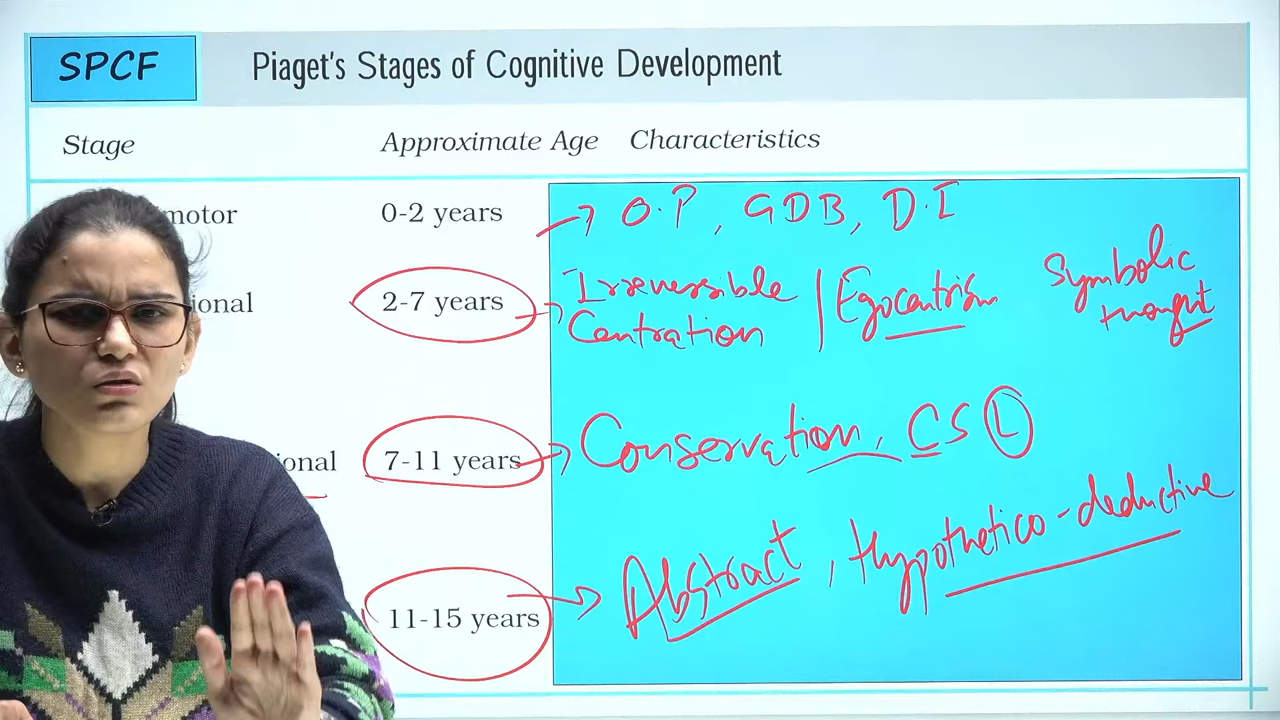 SPCF Piaget's Stages of Cognitive Development
Stage Approximate Age Characteristics
motor 0-2 years O.P, GDB, D.I
ional 2-7 years Irreversible Centration | Egocentrism Symbolic thought
ional 7-11 years Conservation, CS L
11-15 years Abstract, Hypothetico-deductive